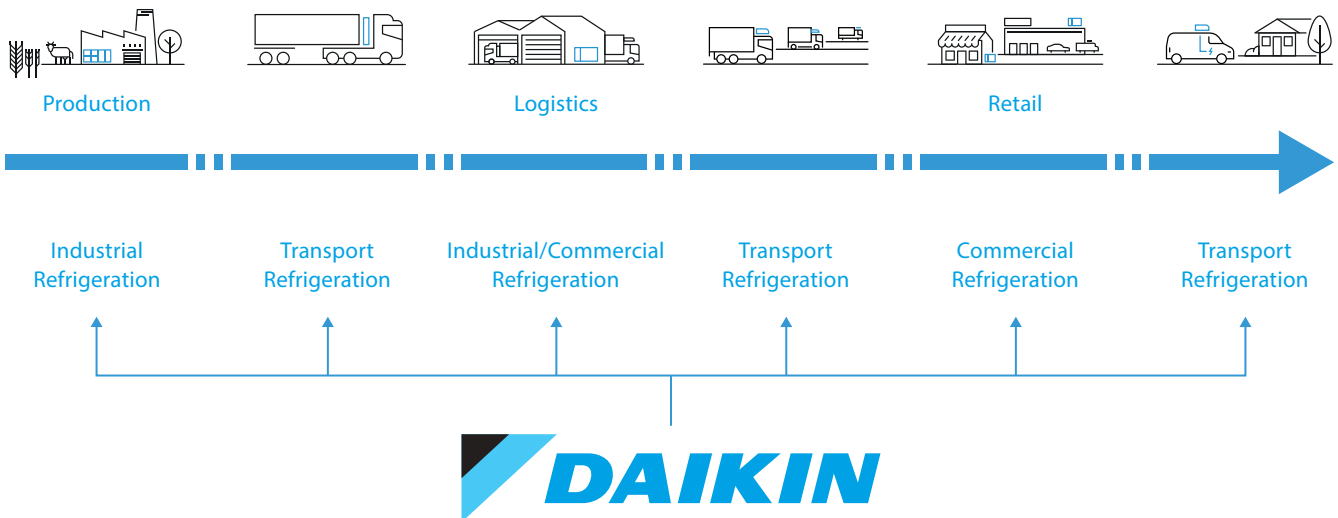 Production
Logistics
Retail
Industrial
Refrigeration
Transport
Refrigeration
Industrial/Commercial
Refrigeration
Transport
Refrigeration
Commercial
Refrigeration
Transport
Refrigeration
DAIKIN